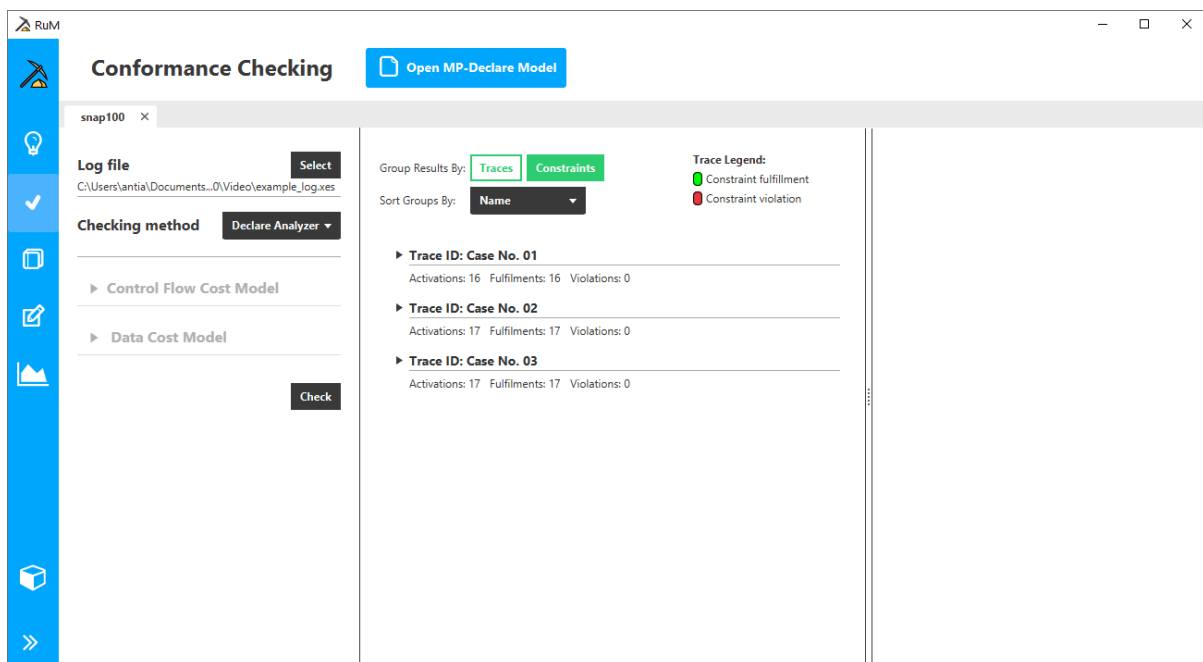 RuM
Conformance Checking
Open MP-Declare Model
snap100
Log file
Select
C:\Users\antia\Documents...0\Video\example_log.xes
Checking method
Declare Analyzer
Control Flow Cost Model
Data Cost Model
Check
Group Results By: Traces Constraints
Sort Groups By: Name
Trace Legend:
Constraint fulfillment
Constraint violation
Trace ID: Case No. 01
Activations: 16 Fulfilments: 16 Violations: 0
Trace ID: Case No. 02
Activations: 17 Fulfilments: 17 Violations: 0
Trace ID: Case No. 03
Activations: 17 Fulfilments: 17 Violations: 0